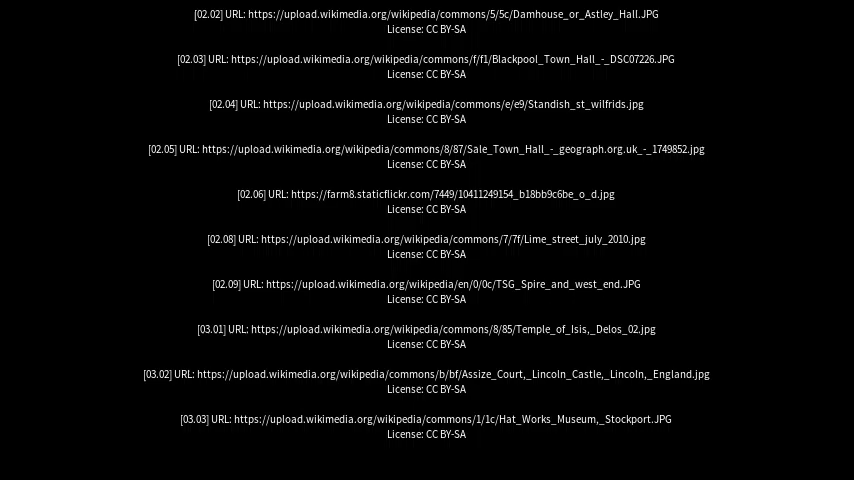 [02.02] URL: https://upload.wikimedia.org/wikipedia/commons/5/5c/Damhouse_or_Astley_Hall.JPG
License: CC BY-SA
[02.03] URL: https://upload.wikimedia.org/wikipedia/commons/f/f1/Blackpool_Town_Hall_-_DSC07226.JPG
License: CC BY-SA
[02.04] URL: https://upload.wikimedia.org/wikipedia/commons/e/e9/Standish_st_wilfrids.jpg
License: CC BY-SA
[02.05] URL: https://upload.wikimedia.org/wikipedia/commons/8/87/Sale_Town_Hall_-_geograph.org.uk_-_1749852.jpg
License: CC BY-SA
[02.06] URL: https://farm8.staticflickr.com/7449/10411249154_b18bb9c6be_o_d.jpg
License: CC BY-SA
[02.08] URL: https://upload.wikimedia.org/wikipedia/commons/7/7f/Lime_street_july_2010.jpg
License: CC BY-SA
[02.09] URL: https://upload.wikimedia.org/wikipedia/en/0/0c/TSG_Spire_and_west_end.JPG
License: CC BY-SA
[03.01] URL: https://upload.wikimedia.org/wikipedia/commons/8/85/Temple_of_Isis,_Delos_02.jpg
License: CC BY-SA
[03.02] URL: https://upload.wikimedia.org/wikipedia/commons/b/bf/Assize_Court,_Lincoln_Castle,_Lincoln,_England.jpg
License: CC BY-SA
[03.03] URL: https://upload.wikimedia.org/wikipedia/commons/1/1c/Hat_Works_Museum,_Stockport.JPG
License: CC BY-SA